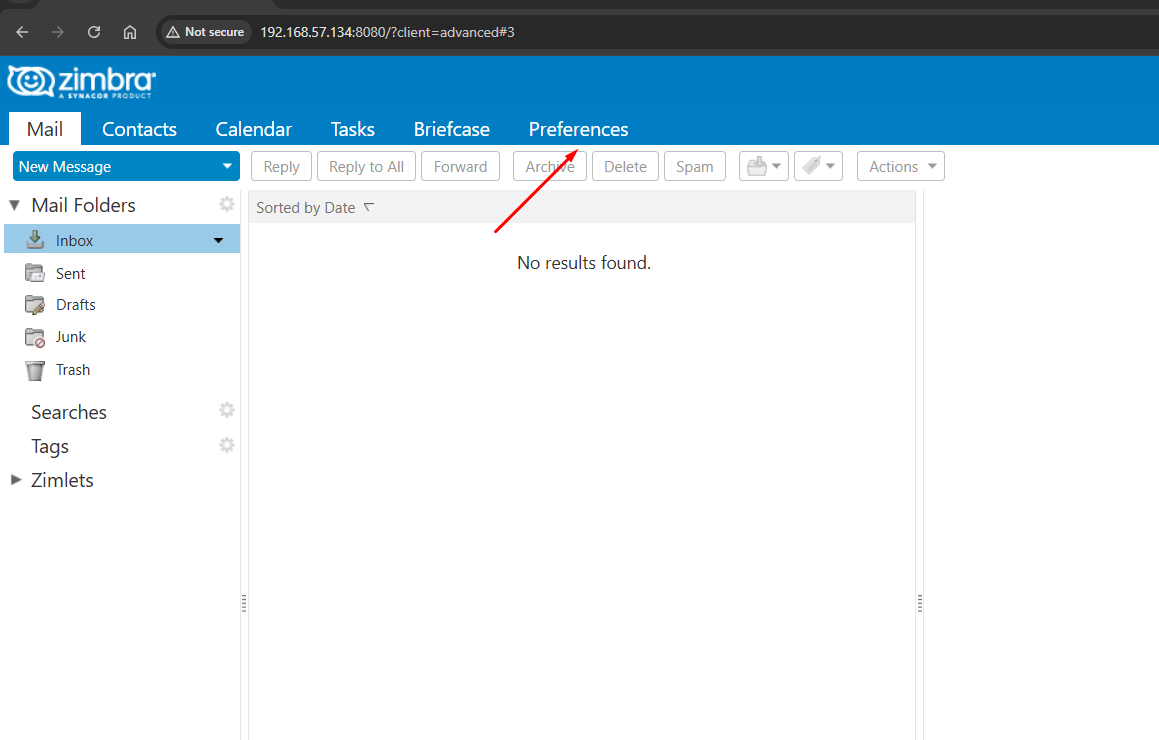 Not secure 192.168.57.134:8080/?client=advanced#3
zimbra
A SYNACOR PRODUCT
Mail Contacts Calendar Tasks Briefcase Preferences
New Message Reply Reply to All Forward Archive Delete Spam Actions
Mail Folders
Sorted by Date
Inbox
No results found.
Sent
Drafts
Junk
Trash
Searches
Tags
Zimlets